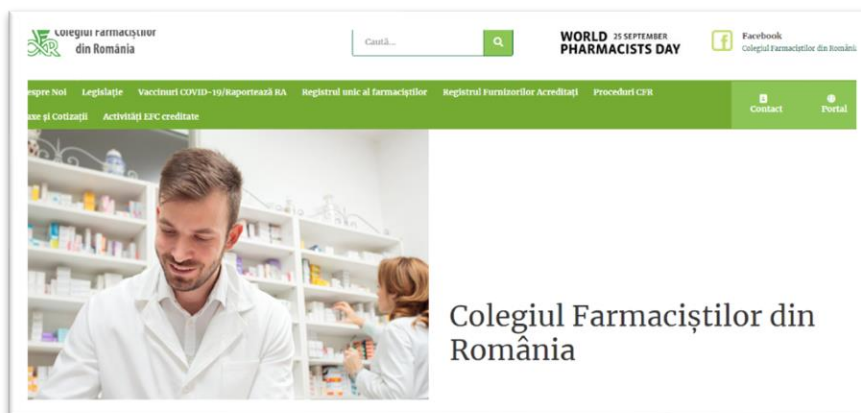 Colegiul Farmaciștilor
din România
Caută...
WORLD 25 SEPTEMBER
PHARMACISTS DAY
Facebook
Colegiul Farmaciștilor din România
espre Noi Legislație Vaccinuri COVID-19/Raportează RA Registrul unic al farmaciștilor Registrul Furnizorilor Acreditați Proceduri CFR
axe și Cotizații Activități EFC creditate
Contact Portal
Colegiul Farmaciștilor din
România